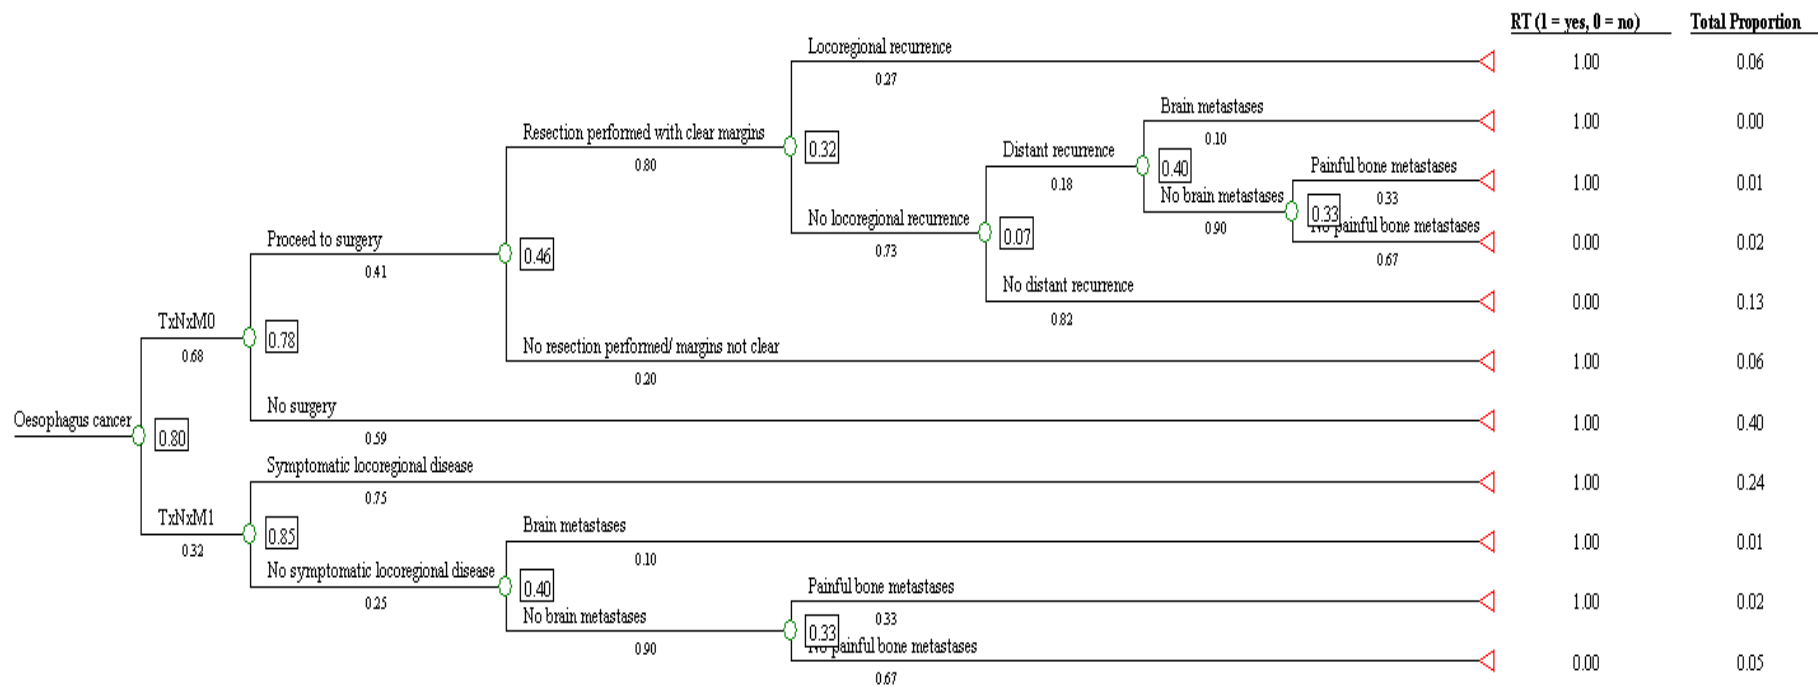 RT (1 = yes, 0 = no) Total Proportion
Locoregional recurrence
0.27
1.00 0.06
Brain metastases
0.10
1.00 0.00
Resection performed with clear margins
0.80
0.32
Distant recurrence
0.18
0.40
Painful bone metastases
0.33
1.00 0.01
No brain metastases
0.90
0.33
No painful bone metastases
0.67
0.00 0.02
No locoregional recurrence
0.73
0.07
Proceed to surgery
0.41
0.46
No distant recurrence
0.82
0.00 0.13
TxNxM0
0.68
0.78
No resection performed/ margins not clear
0.20
1.00 0.06
No surgery
0.59
1.00 0.40
Oesophagus cancer
0.80
Symptomatic locoregional disease
0.75
1.00 0.24
TxNxM1
0.32
0.85
Brain metastases
0.10
1.00 0.01
No symptomatic locoregional disease
0.25
0.40
Painful bone metastases
0.33
1.00 0.02
No brain metastases
0.90
0.33
No painful bone metastases
0.67
0.00 0.05